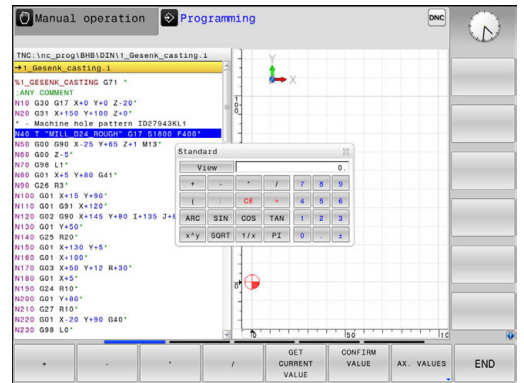 Manual operation
Programming
DNC
TNC:\nc_prog\BHB\DIN\1_Gesenk_casting.i
→1_Gesenk_casting.i
%1_GESENK_CASTING G71 *
;ANY COMMENT
N10 G30 G17 X+0 Y+0 Z-20*
N20 G31 X+150 Y+100 Z+0*
* - Machine hole pattern ID27943KL1
N40 T "MILL_D24_ROUGH" G17 S1800 F400*
N50 G00 G90 X-25 Y+65 Z+1 M13*
N60 G00 Z-5*
N70 G98 L1*
N80 G01 X+5 Y+80 G41*
N90 G26 R3*
N100 G01 X+15 Y+90*
N110 G01 G91 X+120*
N120 G02 G90 X+145 Y+80 I+135 J+8
N130 G01 Y+50*
N140 G25 R20*
N150 G01 X+130 Y+5*
N160 G01 X+100*
N170 G03 X+50 Y+12 R+30*
N180 G01 X+5*
N190 G24 R10*
N200 G01 Y+80*
N210 G27 R10*
N220 G01 X-20 Y+90 G40*
N230 G98 L0*
Y
X
Standard
View 0.
+ - * / 7 8 9
( ) CE = 4 5 6
ARC SIN COS TAN 1 2 3
x^y SQRT 1/x PI 0 . ±
+
-
*
/
GET CURRENT VALUE
CONFIRM VALUE
AX. VALUES
END